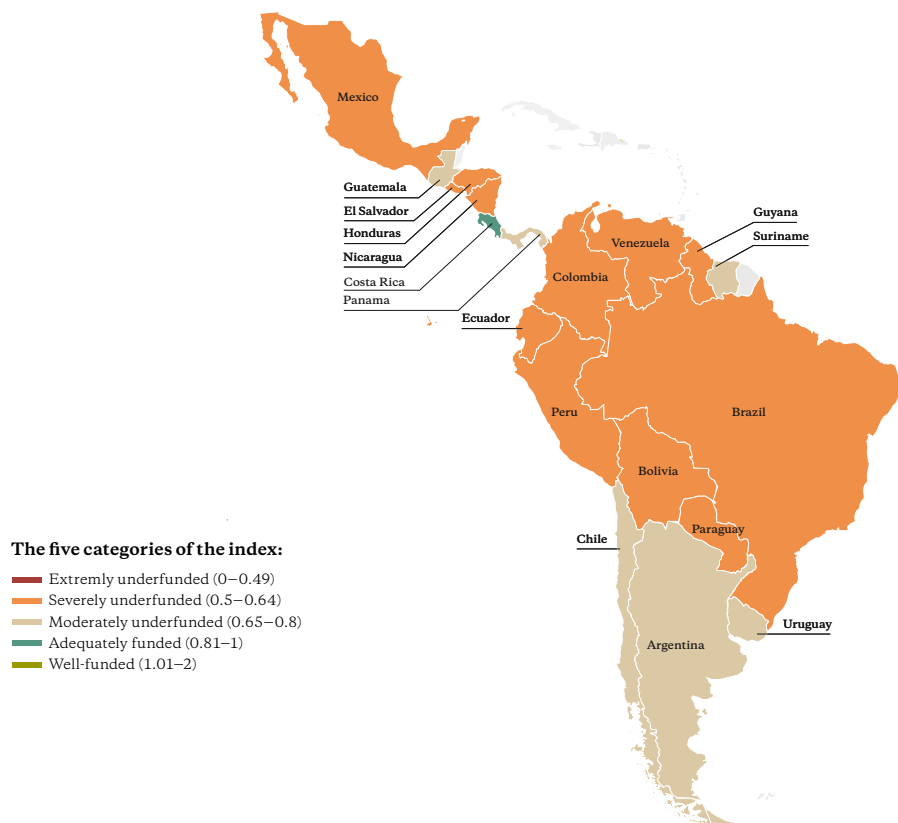 Mexico
Guatemala
El Salvador
Honduras
Nicaragua
Costa Rica
Panama
Ecuador
Venezuela
Colombia
Guyana
Suriname
Peru
Brazil
Bolivia
Paraguay
Chile
Uruguay
Argentina
The five categories of the index:
Extremly underfunded (0–0.49)
Severely underfunded (0.5–0.64)
Moderately underfunded (0.65–0.8)
Adequately funded (0.81–1)
Well-funded (1.01–2)